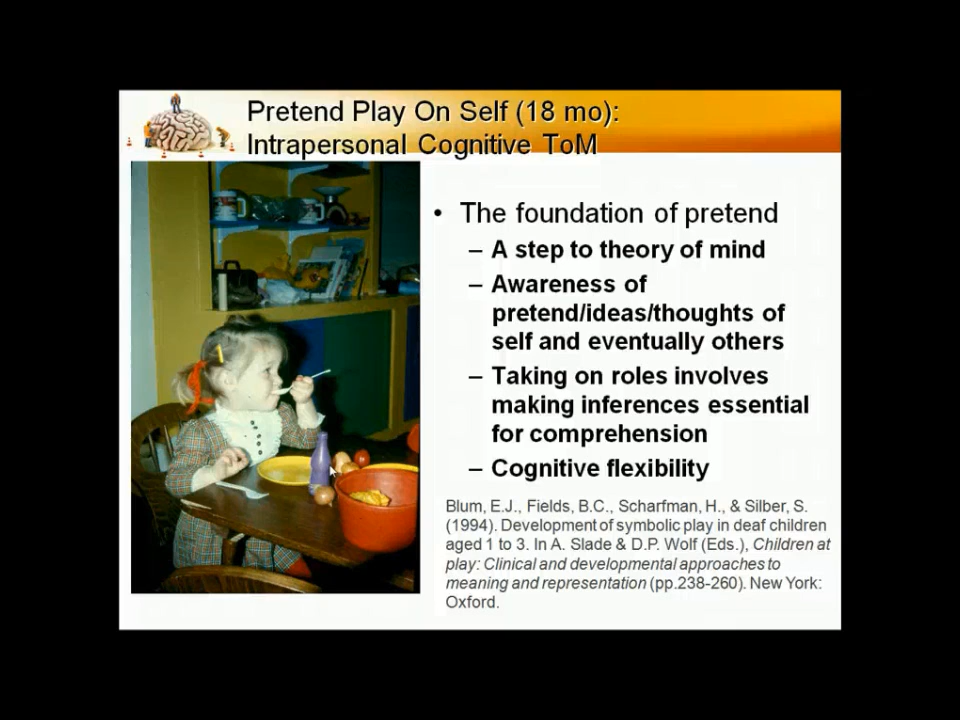 Pretend Play On Self (18 mo):
Intrapersonal Cognitive ToM
• The foundation of pretend
– A step to theory of mind
– Awareness of
pretend/ideas/thoughts of
self and eventually others
– Taking on roles involves
making inferences essential
for comprehension
– Cognitive flexibility
Blum, E.J., Fields, B.C., Scharfman, H., & Silber, S.
(1994). Development of symbolic play in deaf children
aged 1 to 3. In A. Slade & D.P. Wolf (Eds.), Children at
play: Clinical and developmental approaches to
meaning and representation (pp.238-260). New York:
Oxford.